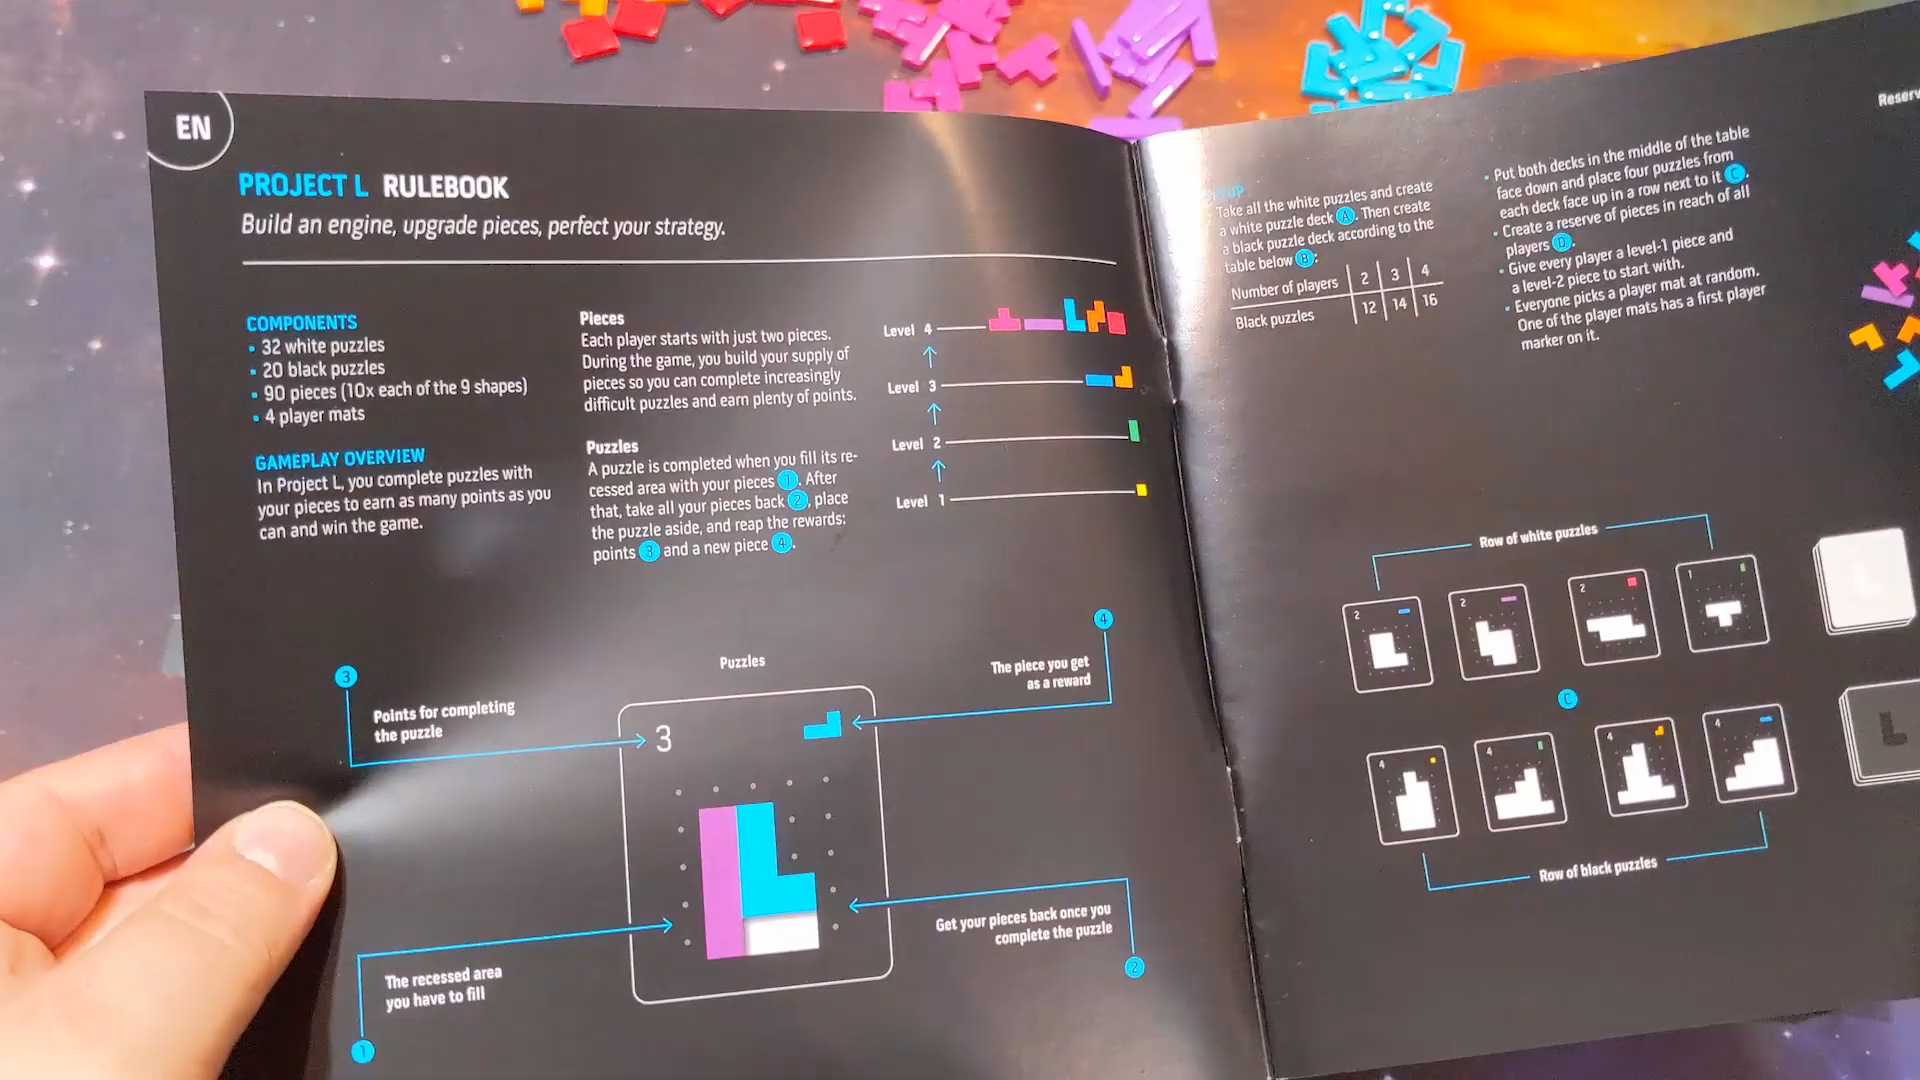 EN
PROJECT L RULEBOOK
Build an engine, upgrade pieces, perfect your strategy.
COMPONENTS
• 32 white puzzles
• 20 black puzzles
• 90 pieces (10x each of the 9 shapes)
• 4 player mats
GAMEPLAY OVERVIEW
In Project L, you complete puzzles with
your pieces to earn as many points as you
can and win the game.
Pieces
Each player starts with just two pieces.
During the game, you build your supply of
pieces so you can complete increasingly
difficult puzzles and earn plenty of points.
Puzzles
A puzzle is completed when you fill its re-
cessed area with your pieces 1. After
that, take all your pieces back 2, place
the puzzle aside, and reap the rewards:
points 3 and a new piece 4.
Level 4
Level 3
Level 2
Level 1
Puzzles
3
Points for completing
the puzzle
4
The piece you get
as a reward
3
Get your pieces back once you
complete the puzzle
2
The recessed area
you have to fill
1
Take all the white puzzles and create
a white puzzle deck A. Then create
a black puzzle deck according to the
table below B:
Number of players 2 3 4
Black puzzles 12 14 16
• Put both decks in the middle of the table
face down and place four puzzles from
each deck face up in a row next to it C.
• Create a reserve of pieces in reach of all
players D.
• Give every player a level-1 piece and
a level-2 piece to start with.
• Everyone picks a player mat at random.
One of the player mats has a first player
marker on it.
Row of white puzzles
2
2
2
1
C
4
4
4
4
Row of black puzzles